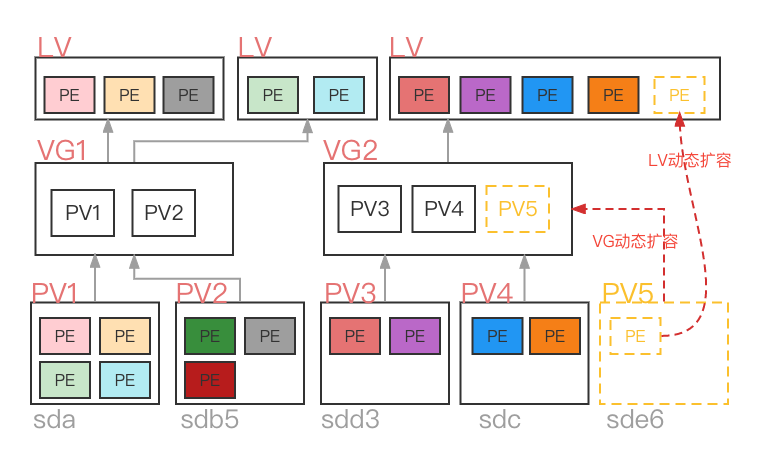 LV LV LV
PE PE PE PE PE PE PE PE PE PE
LV动态扩容
VG1 VG2
PV1 PV2 PV3 PV4 PV5
VG动态扩容
PV1 PV2 PV3 PV4 PV5
PE PE PE PE PE PE PE PE PE
PE PE PE
sda sdb5 sdd3 sdc sde6